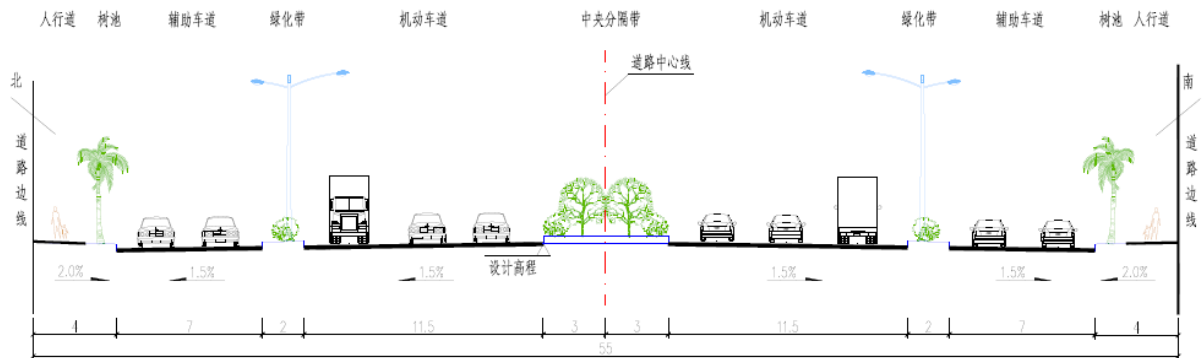 人行道 树池 辅助车道 绿化带 机动车道 中央分隔带 机动车道 绿化带 辅助车道 树池 人行道
道路中心线
北
南
道路边线
道路边线
设计高程
2.0% 1.5% 1.5% 1.5% 1.5% 2.0%
4 7 2 11.5 3 3 11.5 2 7 4
55